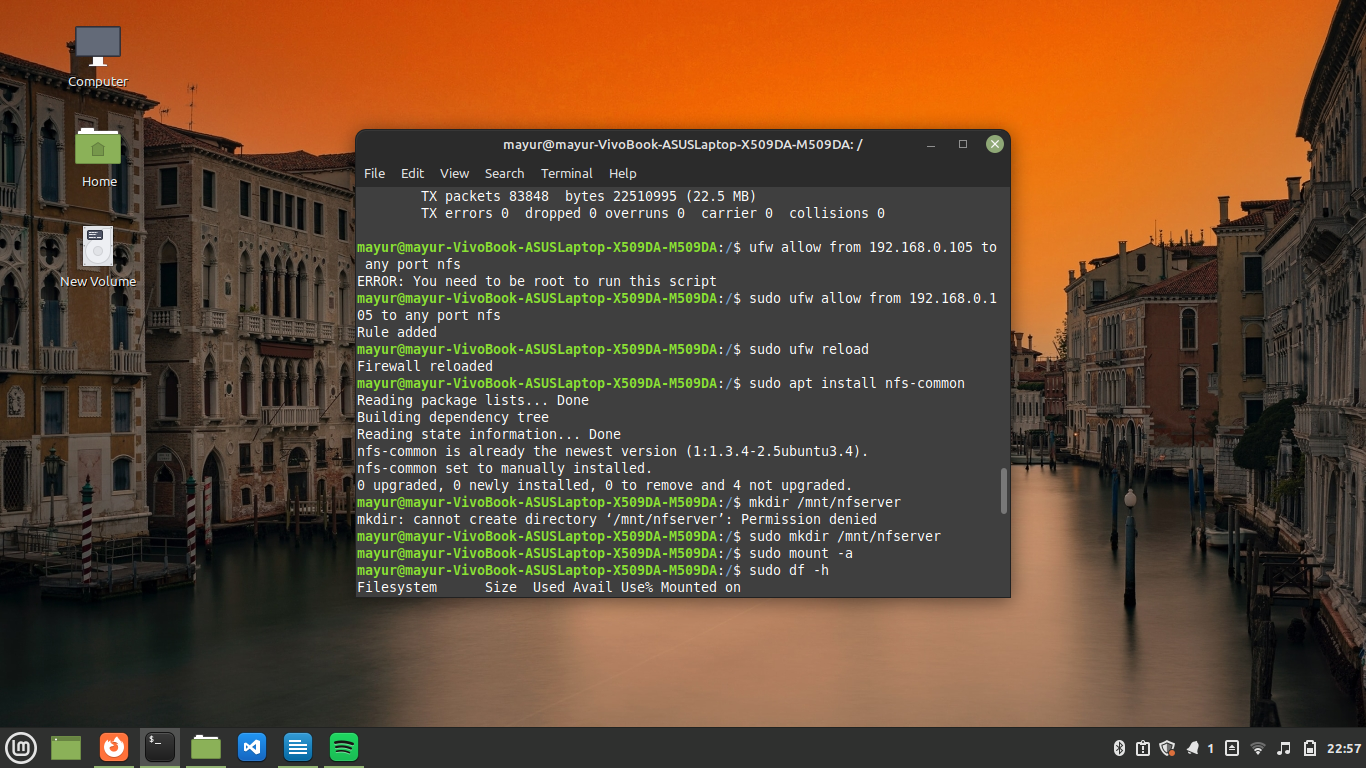 Computer
Home
New Volume
mayur@mayur-VivoBook-ASUSLaptop-X509DA-M509DA: /
File Edit View Search Terminal Help
TX packets 83848  bytes 22510995 (22.5 MB)
TX errors 0  dropped 0 overruns 0  carrier 0  collisions 0
mayur@mayur-VivoBook-ASUSLaptop-X509DA-M509DA:/$ ufw allow from 192.168.0.105 to
 any port nfs
ERROR: You need to be root to run this script
mayur@mayur-VivoBook-ASUSLaptop-X509DA-M509DA:/$ sudo ufw allow from 192.168.0.1
05 to any port nfs
Rule added
mayur@mayur-VivoBook-ASUSLaptop-X509DA-M509DA:/$ sudo ufw reload
Firewall reloaded
mayur@mayur-VivoBook-ASUSLaptop-X509DA-M509DA:/$ sudo apt install nfs-common
Reading package lists... Done
Building dependency tree
Reading state information... Done
nfs-common is already the newest version (1:1.3.4-2.5ubuntu3.4).
nfs-common set to manually installed.
0 upgraded, 0 newly installed, 0 to remove and 4 not upgraded.
mayur@mayur-VivoBook-ASUSLaptop-X509DA-M509DA:/$ mkdir /mnt/nfserver
mkdir: cannot create directory ‘/mnt/nfserver’: Permission denied
mayur@mayur-VivoBook-ASUSLaptop-X509DA-M509DA:/$ sudo mkdir /mnt/nfserver
mayur@mayur-VivoBook-ASUSLaptop-X509DA-M509DA:/$ sudo mount -a
mayur@mayur-VivoBook-ASUSLaptop-X509DA-M509DA:/$ sudo df -h
Filesystem      Size  Used Avail Use% Mounted on
1
22:57